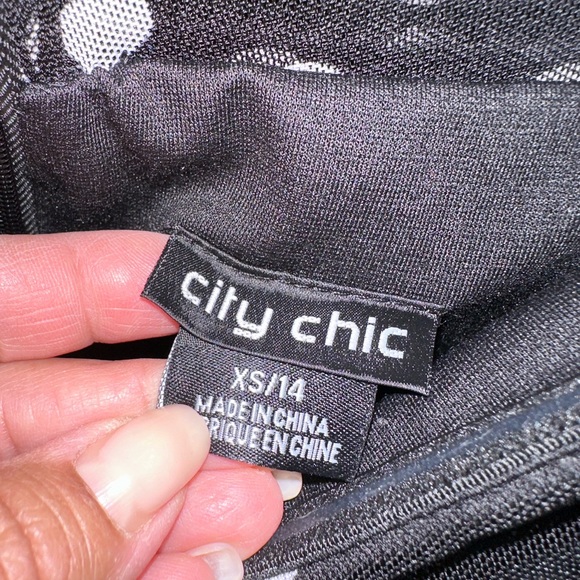 city chic
XS/14
MADE IN CHINA
BRIQUE EN CHINE